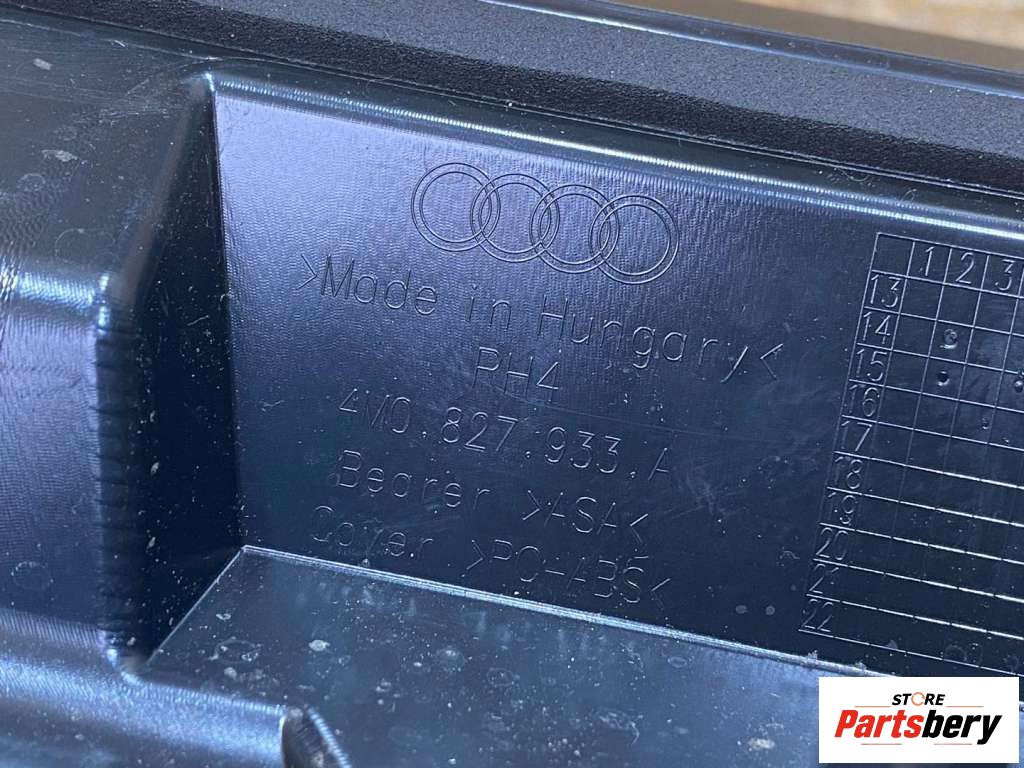 >Made in Hungary<
PH4
4M0.827.933.A
Bearer >ASA<
Cover >PC-ABS<
1 2 3
13
14
15
16
17
18
19
20
21
22
STORE
Partsbery